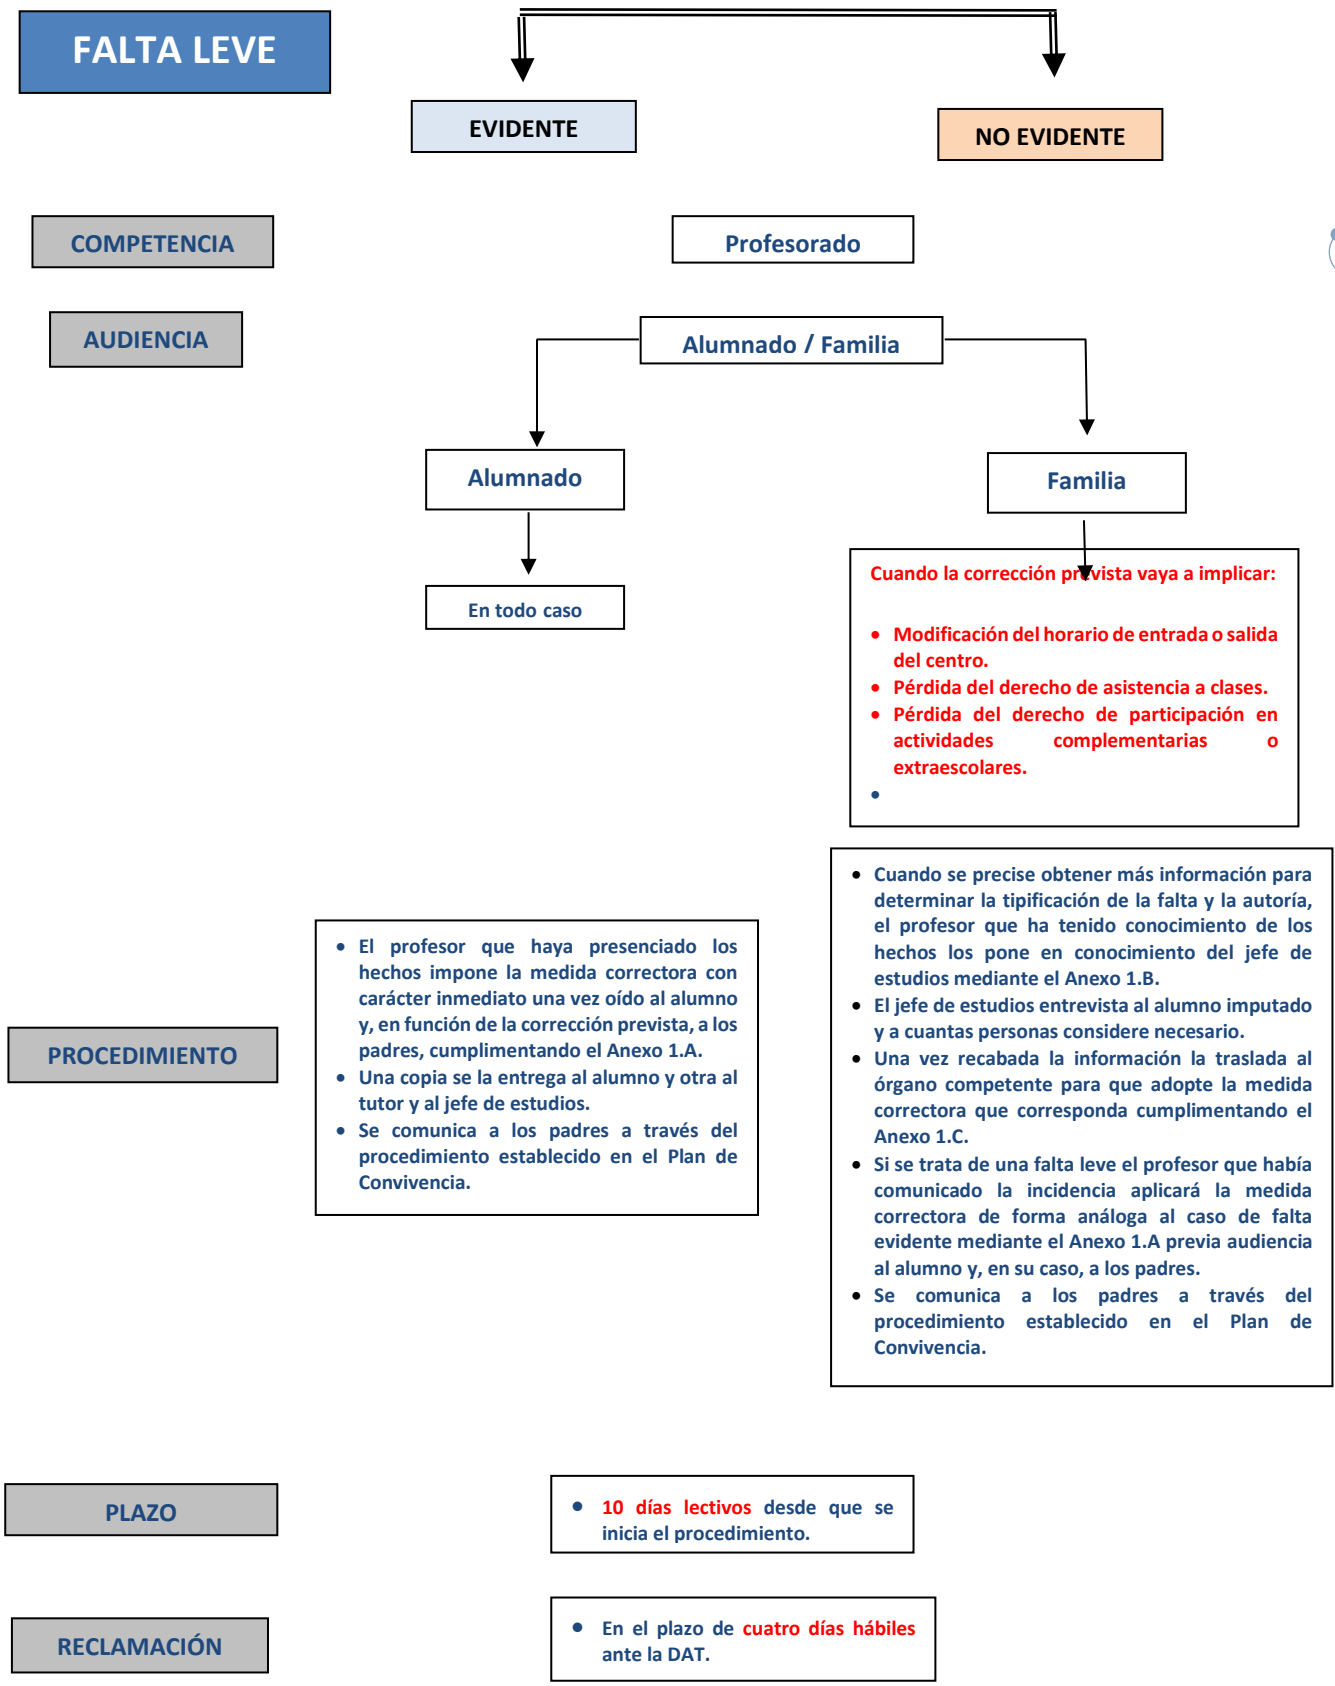 FALTA LEVE
EVIDENTE
NO EVIDENTE
COMPETENCIA
Profesorado
AUDIENCIA
Alumnado / Familia
Alumnado
Familia
En todo caso
Cuando la corrección prevista vaya a implicar:
• Modificación del horario de entrada o salida
del centro.
• Pérdida del derecho de asistencia a clases.
• Pérdida del derecho de participación en
actividades complementarias o
extraescolares.
•
PROCEDIMIENTO
• El profesor que haya presenciado los
hechos impone la medida correctora con
carácter inmediato una vez oído al alumno
y, en función de la corrección prevista, a los
padres, cumplimentando el Anexo 1.A.
• Una copia se la entrega al alumno y otra al
tutor y al jefe de estudios.
• Se comunica a los padres a través del
procedimiento establecido en el Plan de
Convivencia.
• Cuando se precise obtener más información para
determinar la tipificación de la falta y la autoría,
el profesor que ha tenido conocimiento de los
hechos los pone en conocimiento del jefe de
estudios mediante el Anexo 1.B.
• El jefe de estudios entrevista al alumno imputado
y a cuantas personas considere necesario.
• Una vez recabada la información la traslada al
órgano competente para que adopte la medida
correctora que corresponda cumplimentando el
Anexo 1.C.
• Si se trata de una falta leve el profesor que había
comunicado la incidencia aplicará la medida
correctora de forma análoga al caso de falta
evidente mediante el Anexo 1.A previa audiencia
al alumno y, en su caso, a los padres.
• Se comunica a los padres a través del
procedimiento establecido en el Plan de
Convivencia.
PLAZO
• 10 días lectivos desde que se
inicia el procedimiento.
RECLAMACIÓN
• En el plazo de cuatro días hábiles
ante la DAT.